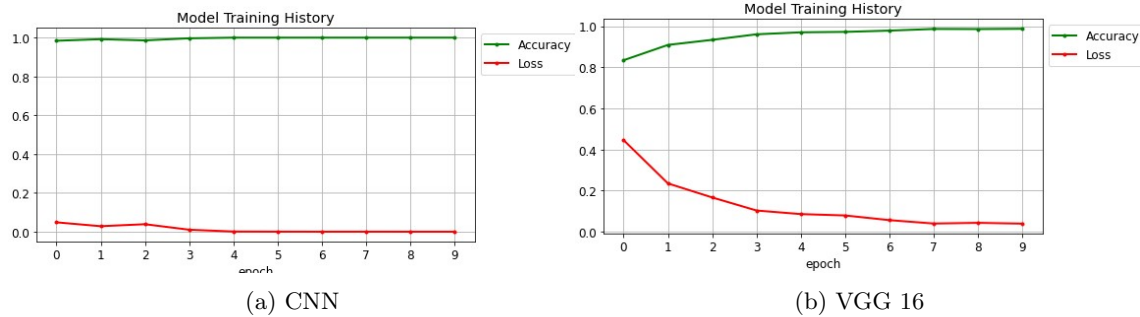 Model Training History
1.0
0.8
0.6
0.4
0.2
0.0
0 1 2 3 4 5 6 7 8 9
epoch
Accuracy
Loss
(a) CNN
Model Training History
1.0
0.8
0.6
0.4
0.2
0.0
0 1 2 3 4 5 6 7 8 9
epoch
Accuracy
Loss
(b) VGG 16